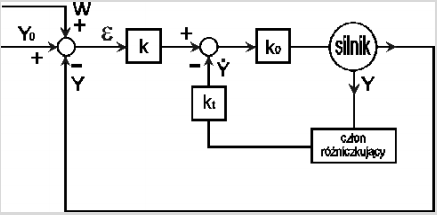 W
+
Y₀
+
ε
−
Y
k
+
−
Ẏ
k₀
silnik
kₜ
Y
człon
różniczkujący